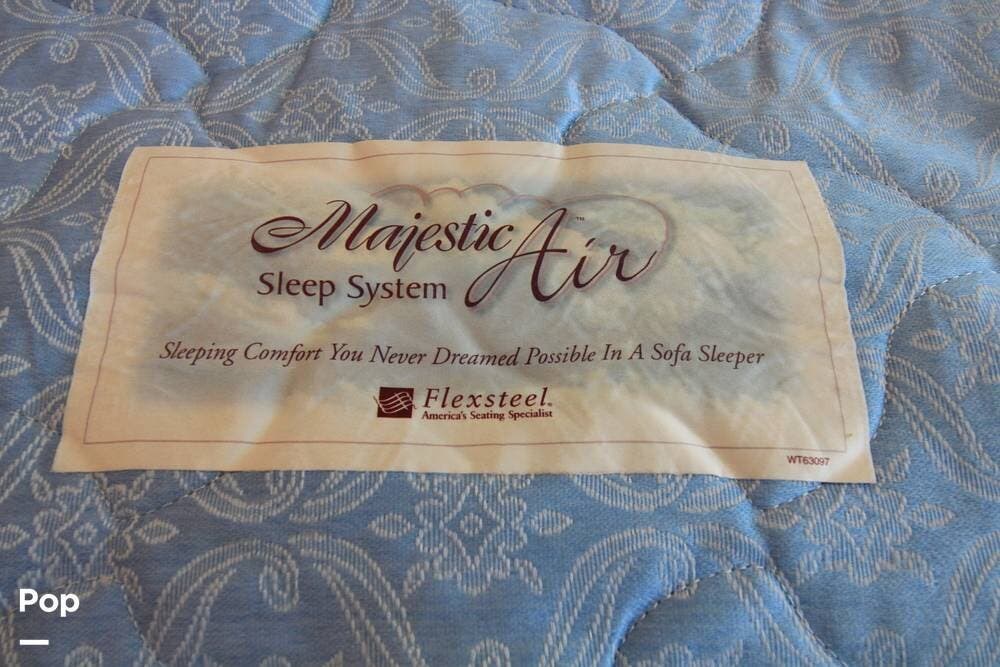 Majestic Air™
Sleep System
Sleeping Comfort You Never Dreamed Possible In A Sofa Sleeper
Flexsteel®
America's Seating Specialist
WT63097
Pop